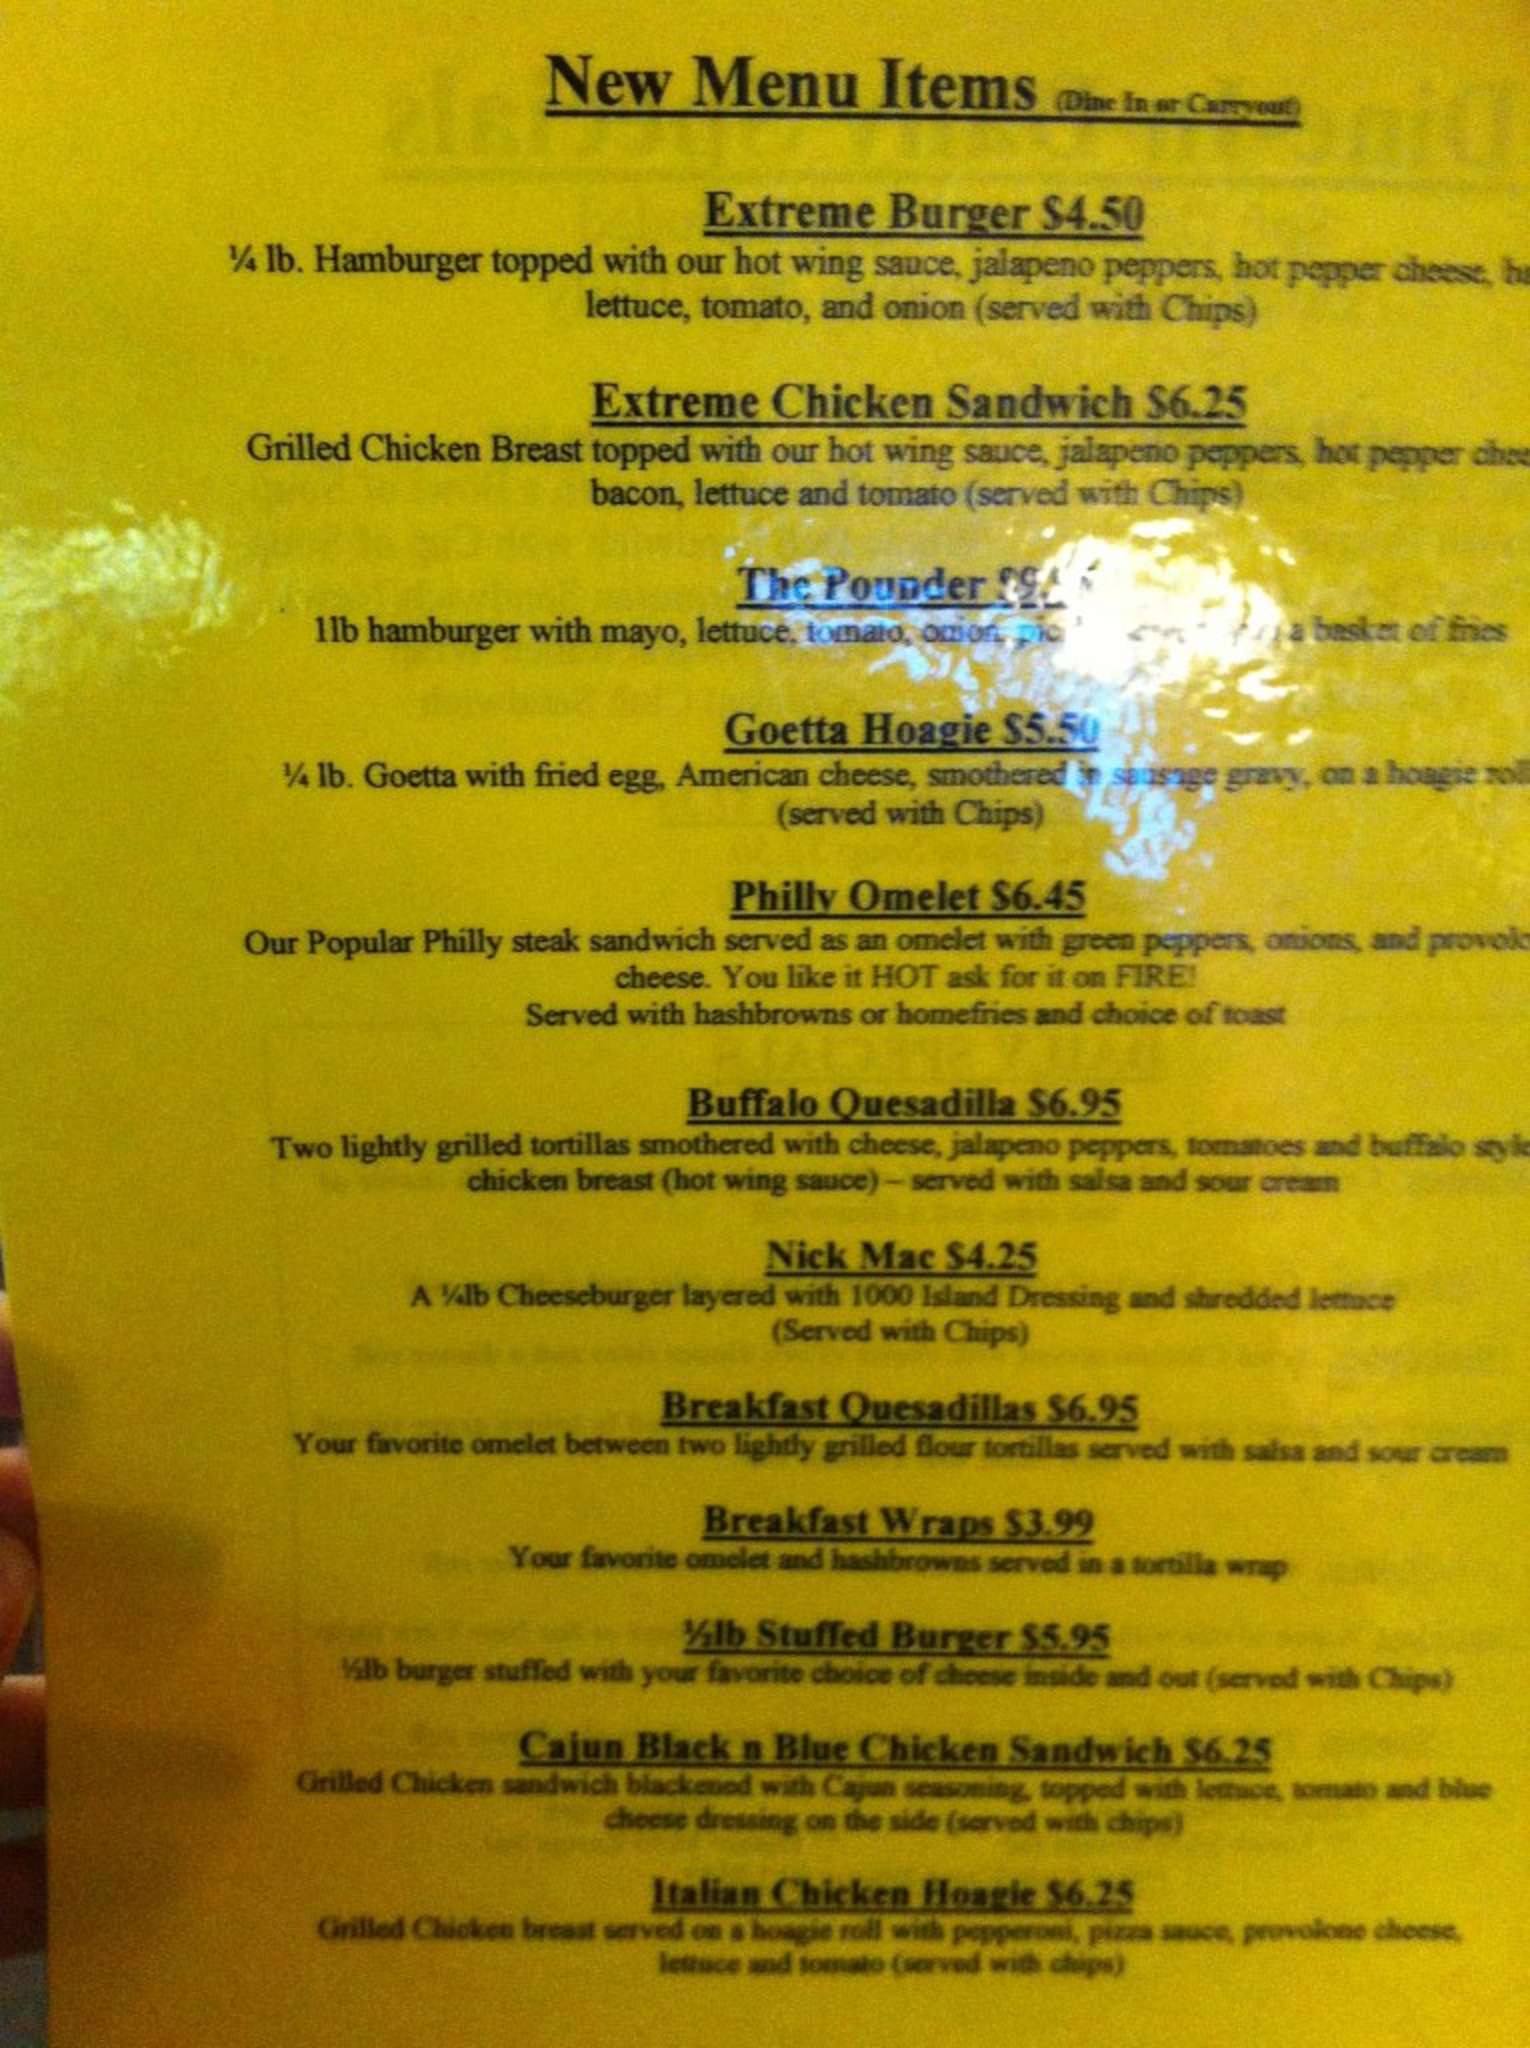 New Menu Items (Dine In or Carryout)
Extreme Burger $4.50
¼ lb. Hamburger topped with our hot wing sauce, jalapeno peppers, hot pepper cheese,
lettuce, tomato, and onion (served with Chips)
Extreme Chicken Sandwich $6.25
Grilled Chicken Breast topped with our hot wing sauce, jalapeno peppers, hot pepper
bacon, lettuce and tomato (served with Chips)
The Pounder
1lb hamburger with mayo, lettuce, tomato, onion, a basket of fries
Goetta Hoagie $5.50
¼ lb. Goetta with fried egg, American cheese, smothered in sausage gravy, on a hoagie roll
(served with Chips)
Philly Omelet $6.45
Our Popular Philly steak sandwich served as an omelet with green peppers, onions, and
cheese. You like it HOT ask for it on FIRE!
Served with hashbrowns or homefries and choice of toast
Buffalo Quesadilla $6.95
Two lightly grilled tortillas smothered with cheese, jalapeno peppers, tomatoes and buffalo style
chicken breast (hot wing sauce) – served with salsa and sour cream
Nick Mac $4.25
A ¼lb Cheeseburger layered with 1000 Island Dressing and shredded lettuce
(Served with Chips)
Breakfast Quesadillas $6.95
Your favorite omelet between two lightly grilled flour tortillas served with salsa and sour cream
Breakfast Wraps $3.99
Your favorite omelet and hashbrowns served in a tortilla wrap
½lb Stuffed Burger $5.95
½lb burger stuffed with your favorite choice of cheese inside and out (served with Chips)
Cajun Black n Blue Chicken Sandwich $6.25
Grilled Chicken sandwich blackened with Cajun seasoning, topped with lettuce, tomato and blue
cheese dressing on the side (served with chips)
Italian Chicken Hoagie $6.25
Grilled Chicken breast served on a hoagie roll with pepperoni, pizza sauce, provolone cheese,
lettuce and tomato (served with chips)